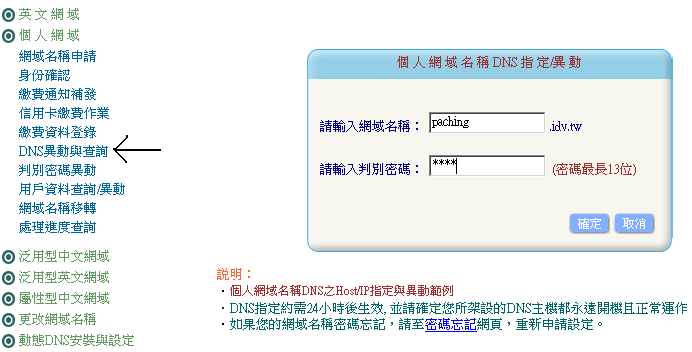 英文網域
個人網域
網域名稱申請
身份確認
繳費通知補發
信用卡繳費作業
繳費資料登錄
DNS異動與查詢
判別密碼異動
用戶資料查詢/異動
網域名稱移轉
處理進度查詢
泛用型中文網域
泛用型英文網域
屬性型中文網域
更改網域名稱
動態DNS安裝與設定
個人網域名稱DNS指定/異動
請輸入網域名稱： paching .idv.tw
請輸入判別密碼： **** (密碼最長13位)
確定 取消
說明：
・個人網域名稱DNS之Host/IP指定與異動範例
・DNS指定約需24小時後生效, 並請確定您所架設的DNS主機都永遠開機且正常運作
・如果您的網域名稱密碼忘記，請至密碼忘記網頁，重新申請設定。